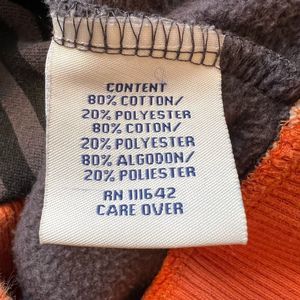 CONTENT
80% COTTON/
20% POLYESTER
80% COTON/
20% POLYESTER
80% ALGODON/
20% POLIESTER
RN 111642
CARE OVER